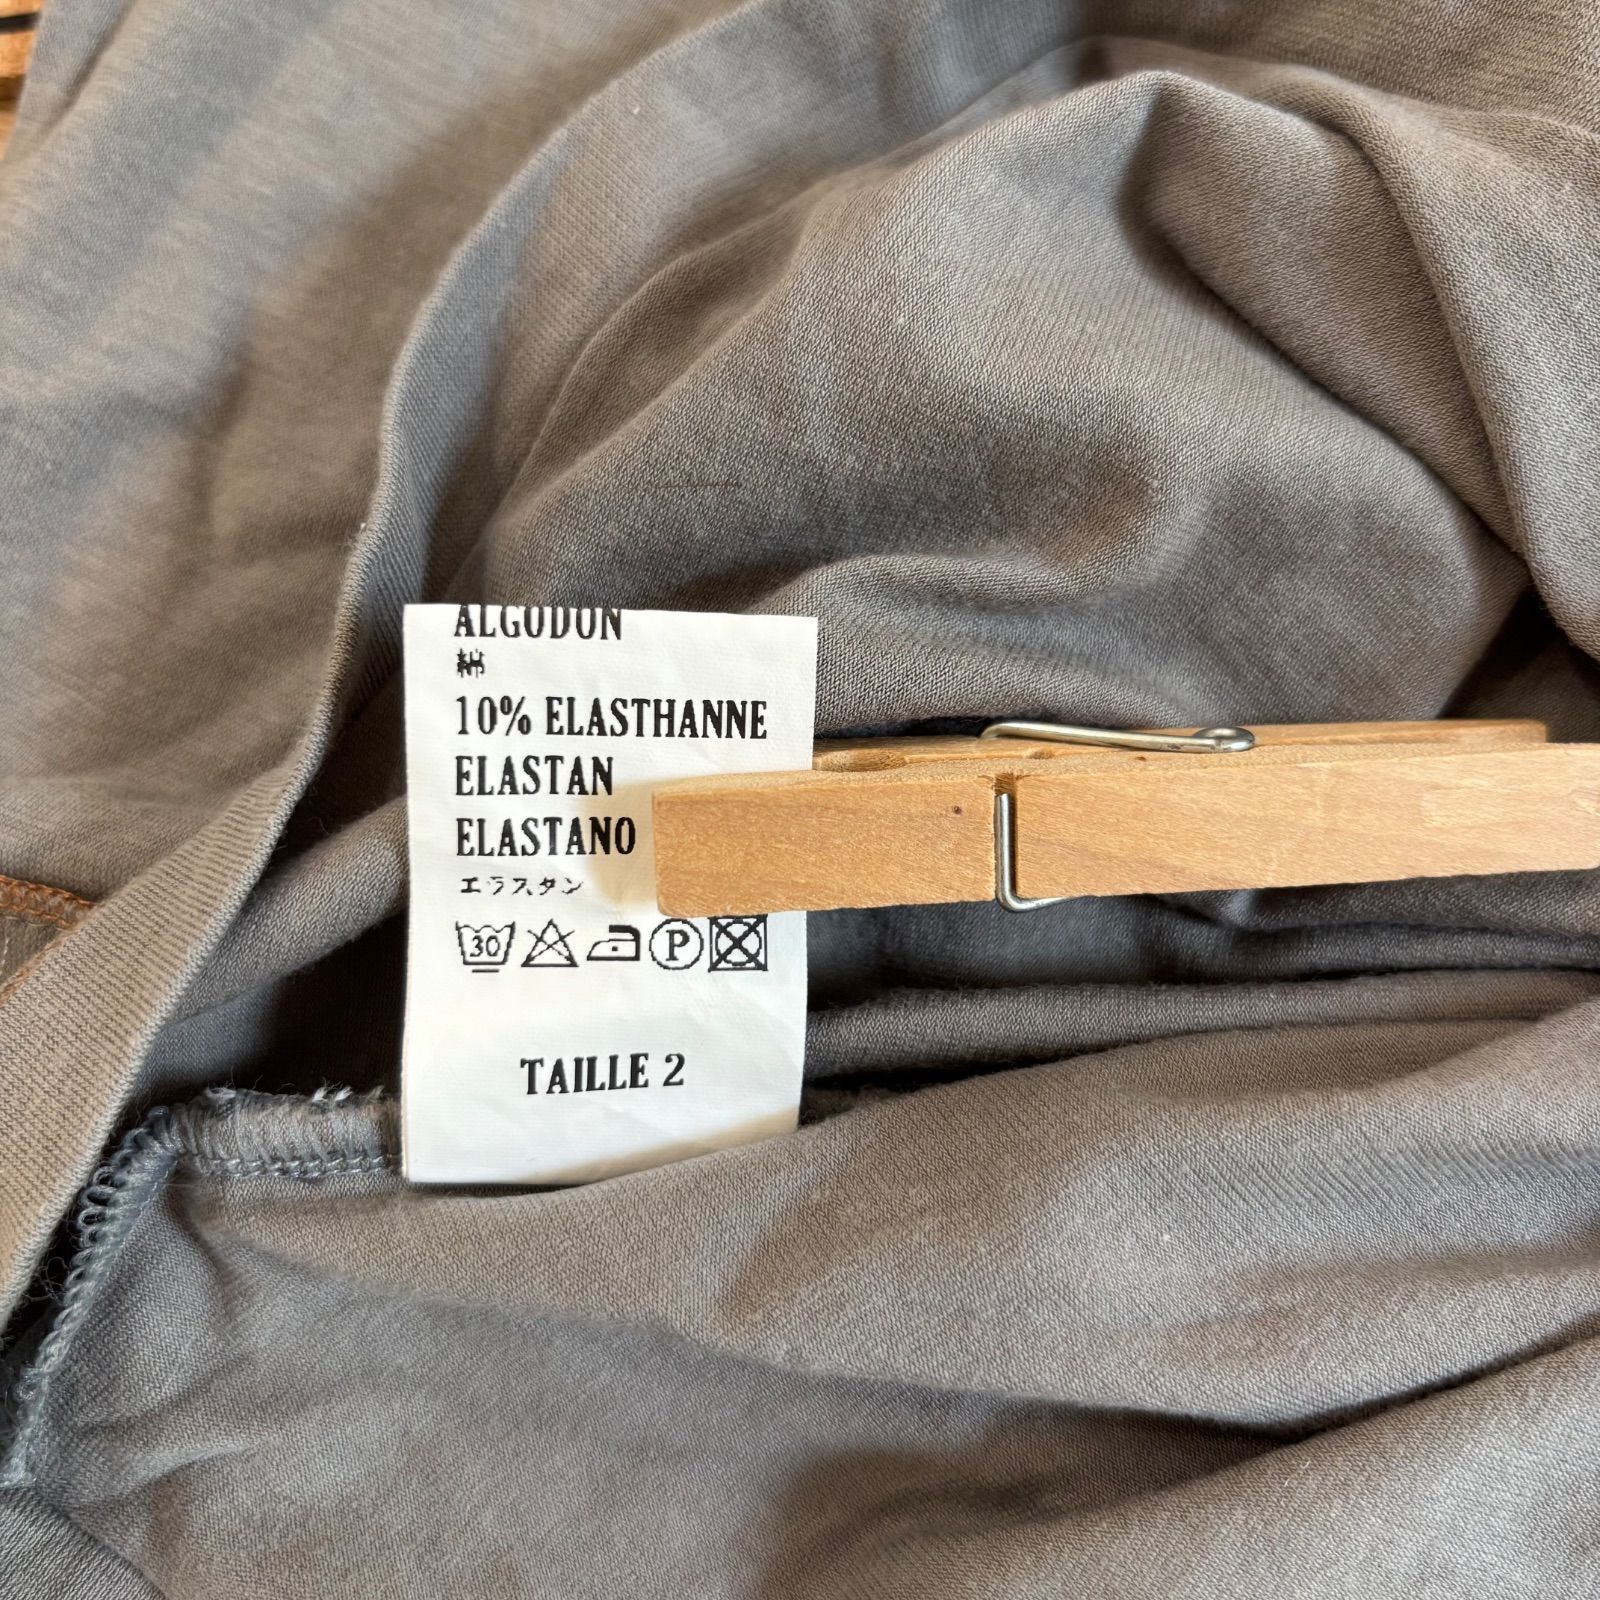 ALGODON
綿
10% ELASTHANNE
ELASTAN
ELASTANO
エラスタン
30 P
TAILLE 2